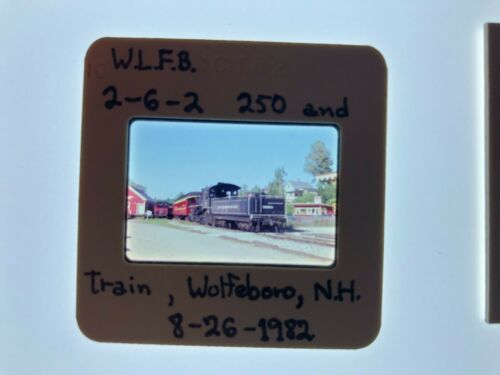 W.L.F.B.
2-6-2 250 and
Train, Wolfeboro, N.H.
8-26-1982